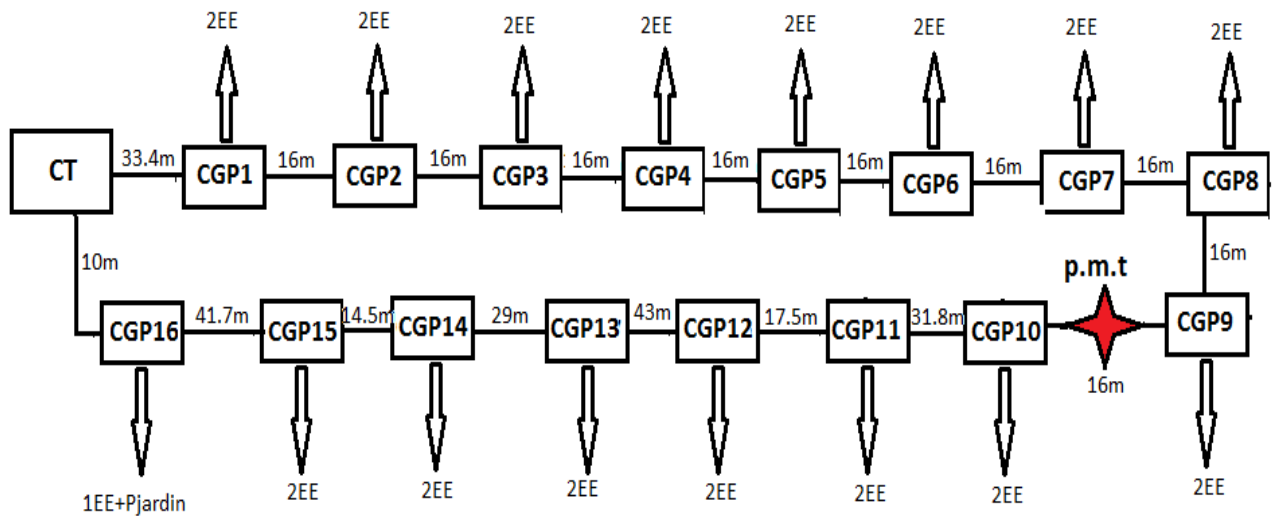 2EE 2EE 2EE 2EE 2EE 2EE 2EE 2EE
CT 33.4m CGP1 16m CGP2 16m CGP3 16m CGP4 16m CGP5 16m CGP6 16m CGP7 16m CGP8
10m 16m
p.m.t
CGP16 41.7m CGP15 14.5m CGP14 29m CGP13 43m CGP12 17.5m CGP11 31.8m CGP10 CGP9
16m
1EE+Pjardin 2EE 2EE 2EE 2EE 2EE 2EE 2EE